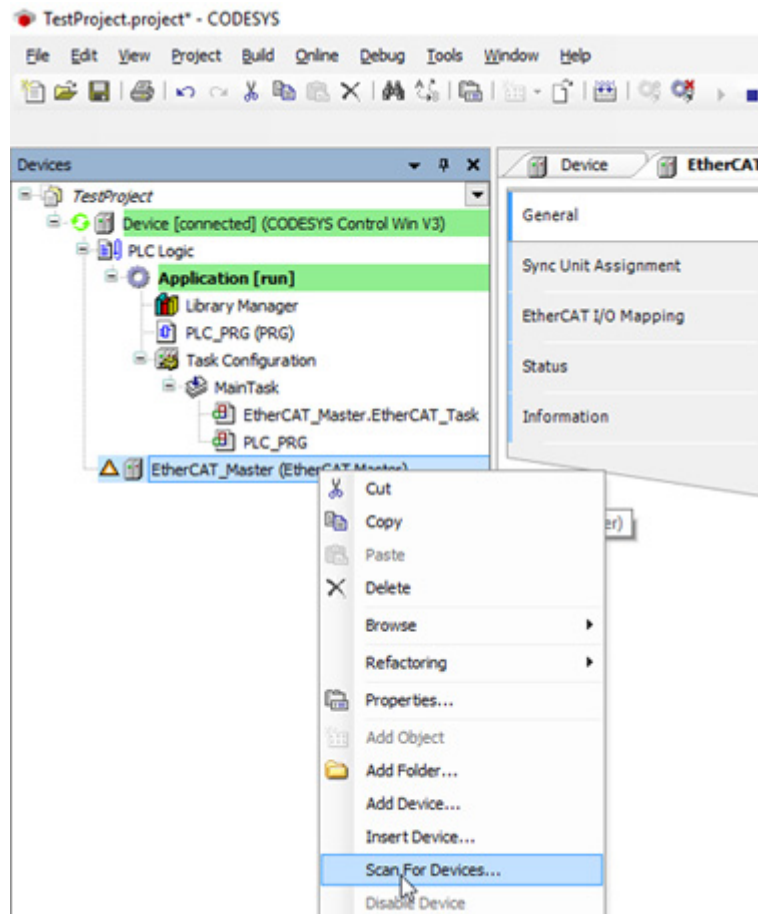 TestProject.project* - CODESYS
File Edit View Project Build Online Debug Tools Window Help
Devices
Device
EtherCAT
TestProject
Device [connected] (CODESYS Control Win V3)
PLC Logic
Application [run]
Library Manager
PLC_PRG (PRG)
Task Configuration
MainTask
EtherCAT_Master.EtherCAT_Task
PLC_PRG
EtherCAT_Master (EtherCAT Master)
General
Sync Unit Assignment
EtherCAT I/O Mapping
Status
Information
er)
Cut
Copy
Paste
Delete
Browse
Refactoring
Properties...
Add Object
Add Folder...
Add Device...
Insert Device...
Scan For Devices...
Disable Device